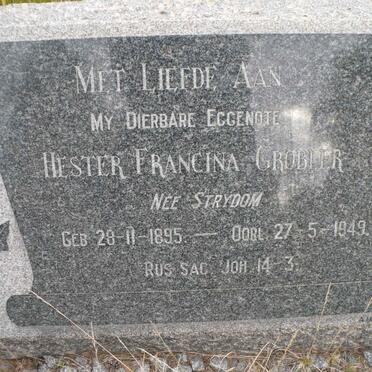 MET LIEFDE AAN
MY DIERBARE EGGENOTE
HESTER FRANCINA GROBLER
NEE STRYDOM
GEB. 28-11-1895. — OORL. 27-5-1949.
RUS SAG. JOH. 14-3.